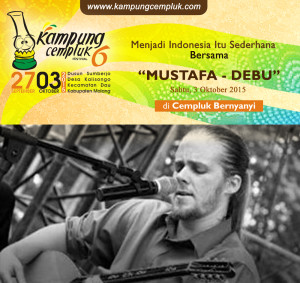 www.kampungcempluk.com
Kampung
cempluk
FESTIVAL
6
27
SEPTEMBER
03
OKTOBER
Dusun Sumberjo
Desa Kalisongo
Kecamatan Dau
Kabupaten Malang
Menjadi Indonesia Itu Sederhana
Bersama
“MUSTAFA - DEBU”
Sabtu, 3 Oktober 2015
di Cempluk Bernyanyi